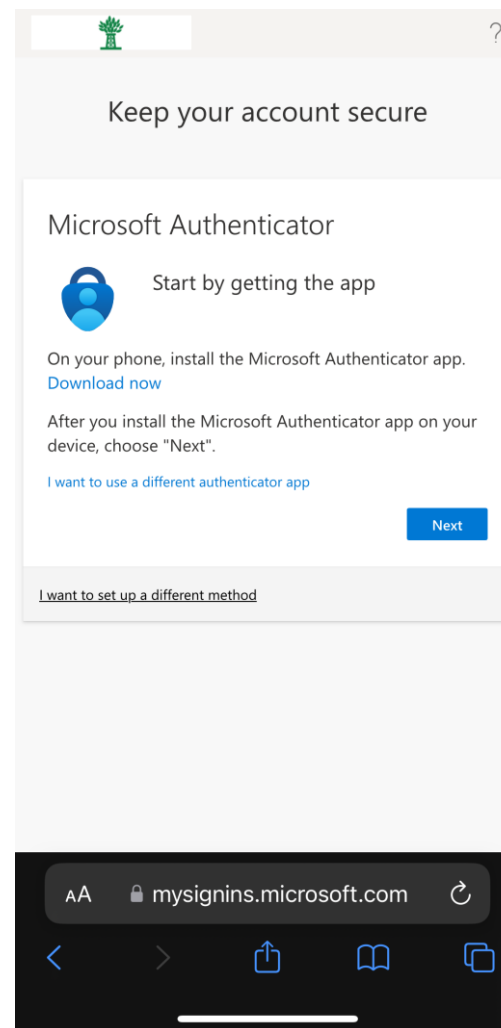 ?
Keep your account secure
Microsoft Authenticator
Start by getting the app
On your phone, install the Microsoft Authenticator app.
Download now
After you install the Microsoft Authenticator app on your
device, choose "Next".
I want to use a different authenticator app
Next
I want to set up a different method
AA mysignins.microsoft.com